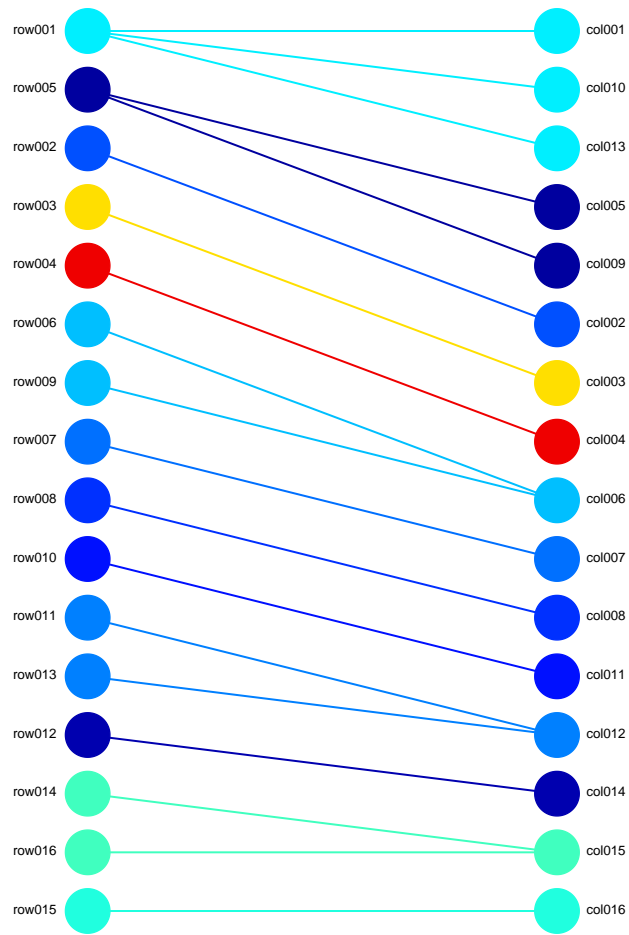 row001 col001
row005 col010
row002 col013
row003 col005
row004 col009
row006 col002
row009 col003
row007 col004
row008 col006
row010 col007
row011 col008
row013 col011
row012 col012
row014 col014
row016 col015
row015 col016